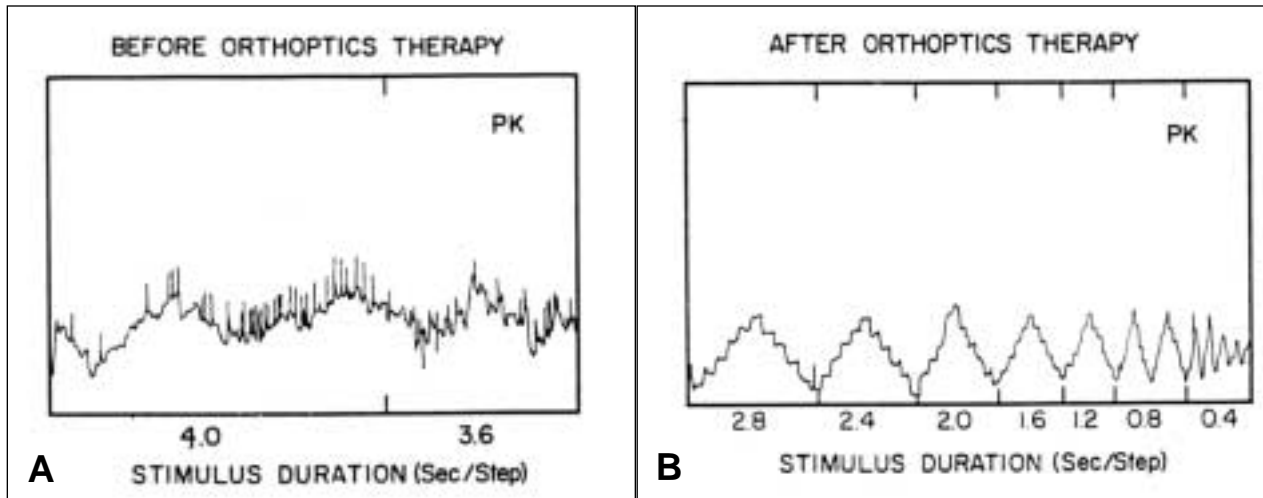 BEFORE ORTHOPTICS THERAPY
PK
4.0 3.6
STIMULUS DURATION (Sec/Step)
A
AFTER ORTHOPTICS THERAPY
PK
2.8 2.4 2.0 1.6 1.2 0.8 0.4
STIMULUS DURATION (Sec/Step)
B